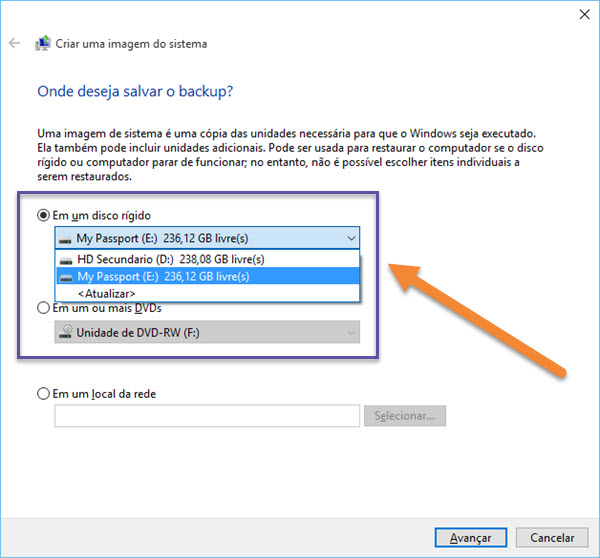 Criar uma imagem do sistema
Onde deseja salvar o backup?
Uma imagem de sistema é uma cópia das unidades necessária para que o Windows seja executado.
Ela também pode incluir unidades adicionais. Pode ser usada para restaurar o computador se o disco
rígido ou computador parar de funcionar; no entanto, não é possível escolher itens individuais a
serem restaurados.
Em um disco rígido
My Passport (E:) 236,12 GB livre(s)
HD Secundario (D:) 238,08 GB livre(s)
My Passport (E:) 236,12 GB livre(s)
<Atualizar>
Em um ou mais DVDs
Unidade de DVD-RW (F:)
Em um local da rede
Selecionar...
Avançar Cancelar